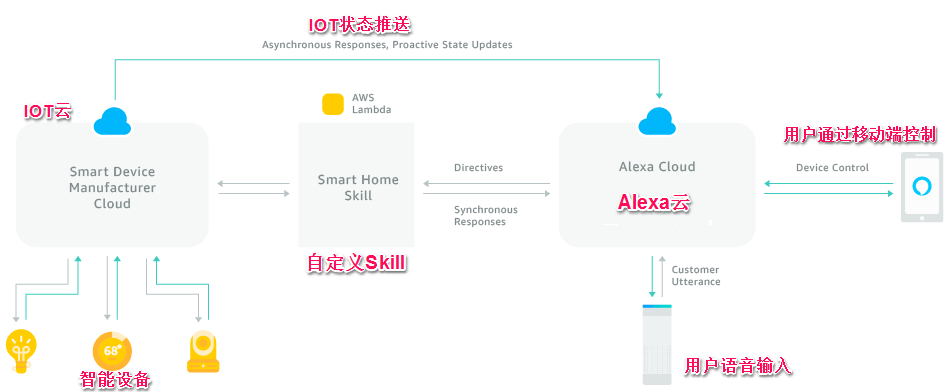 IOT状态推送
Asynchronous Responses, Proactive State Updates
IOT云
AWS
Lambda
用户通过移动端控制
Smart Device
Manufacturer
Cloud
Smart Home
Skill
Directives
Synchronous
Responses
Alexa Cloud
Alexa云
Device Control
自定义Skill
Customer
Utterance
68°
智能设备
用户语音输入